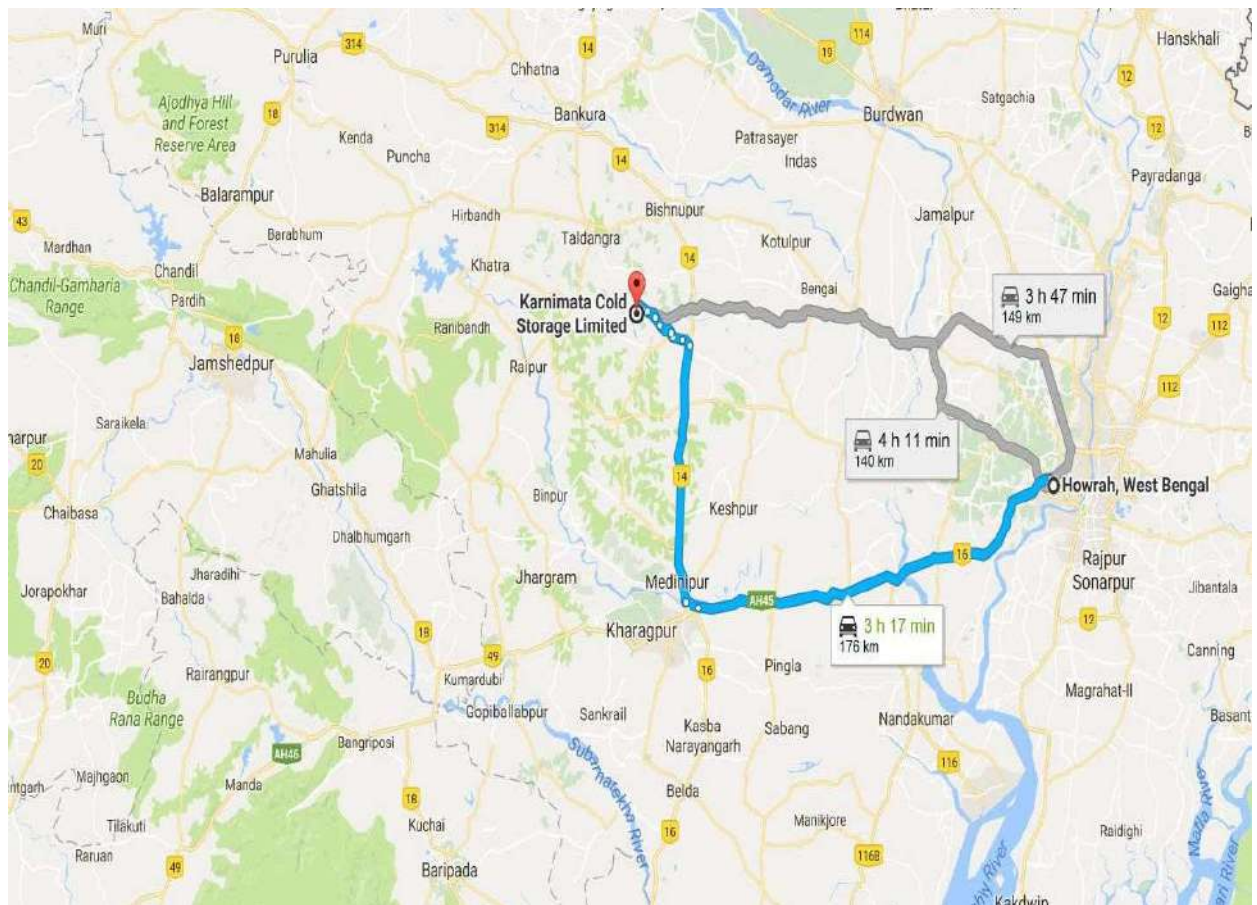 Muri
Purulia
314
14
Chhatna
19
114
Hanskhali
12
Ajodhya Hill
and Forest
Reserve Area
18
Kenda
Puncha
314
Bankura
14
Damodar River
Burdwan
Satgachia
12
Patrasayer
Indas
Payradanga
12
Balarampur
Hirbandh
Bishnupur
Jamalpur
43
Mardhan
Barabhum
Taldangra
14
Kotulpur
Chandil
Khatra
Bengai
Chandil-Gamharia
Range
Pardih
Karnimata Cold
Storage Limited
3 h 47 min
149 km
12
112
18
Ranibandh
Jamshedpur
Raipur
112
Saraikela
4 h 11 min
140 km
20
Mahulia
14
Howrah, West Bengal
Ghatshila
Binpur
Keshpur
Chaibasa
Dhalbhumgarh
16
Rajpur
Sonarpur
Jharadihi
Jhargram
Medinipur
Jorapokhar
Bahalda
AH45
Jibantala
Kharagpur
3 h 17 min
176 km
12
18
49
20
Rairangpur
Kumardubi
16
Pingla
Canning
Budha
Rana Range
Gopiballabpur
Sankrail
Kasba
Narayangarh
Sabang
Nandakumar
Magrahat-II
Bangriposi
AH46
116
Majhgaon
Manda
Subarnarekha River
Belda
18
Tilakuti
Kuchai
16
Manikjore
Raidighi
Raruan
49
Baripada
116B
Kakdwip